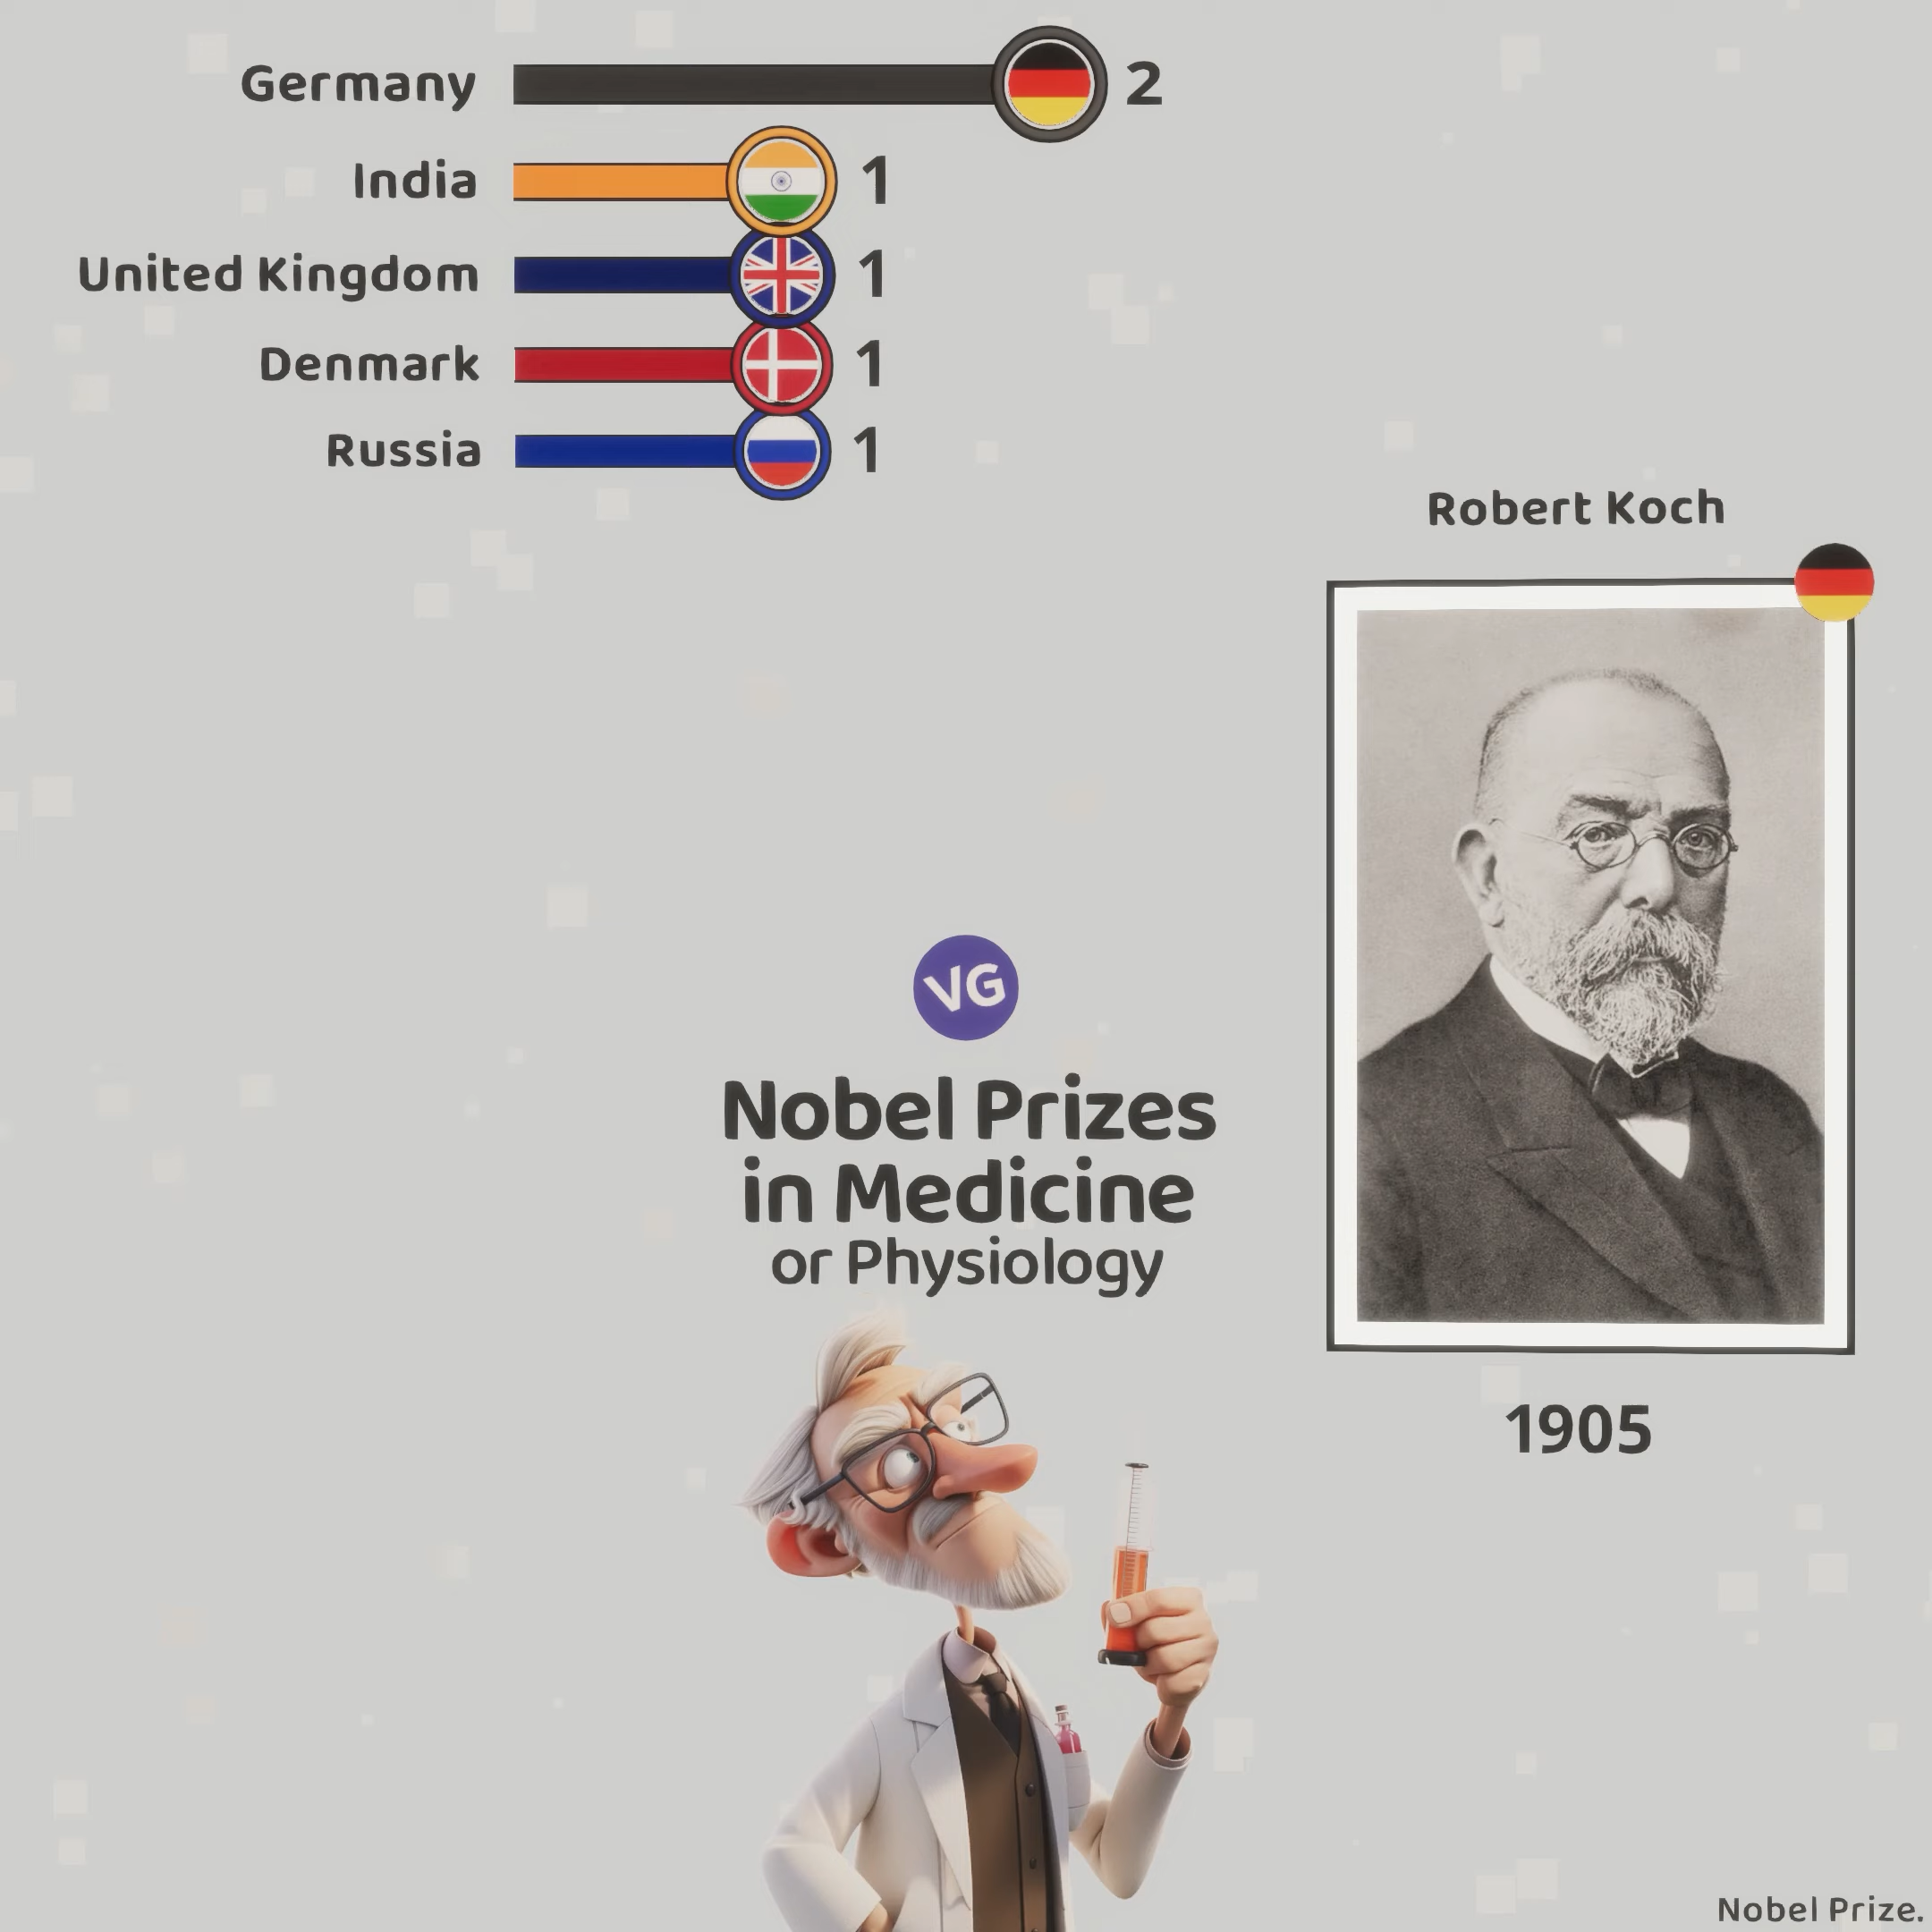 Germany 2
India 1
United Kingdom 1
Denmark 1
Russia 1
Robert Koch
VG
Nobel Prizes
in Medicine
or Physiology
1905
Nobel Prize.